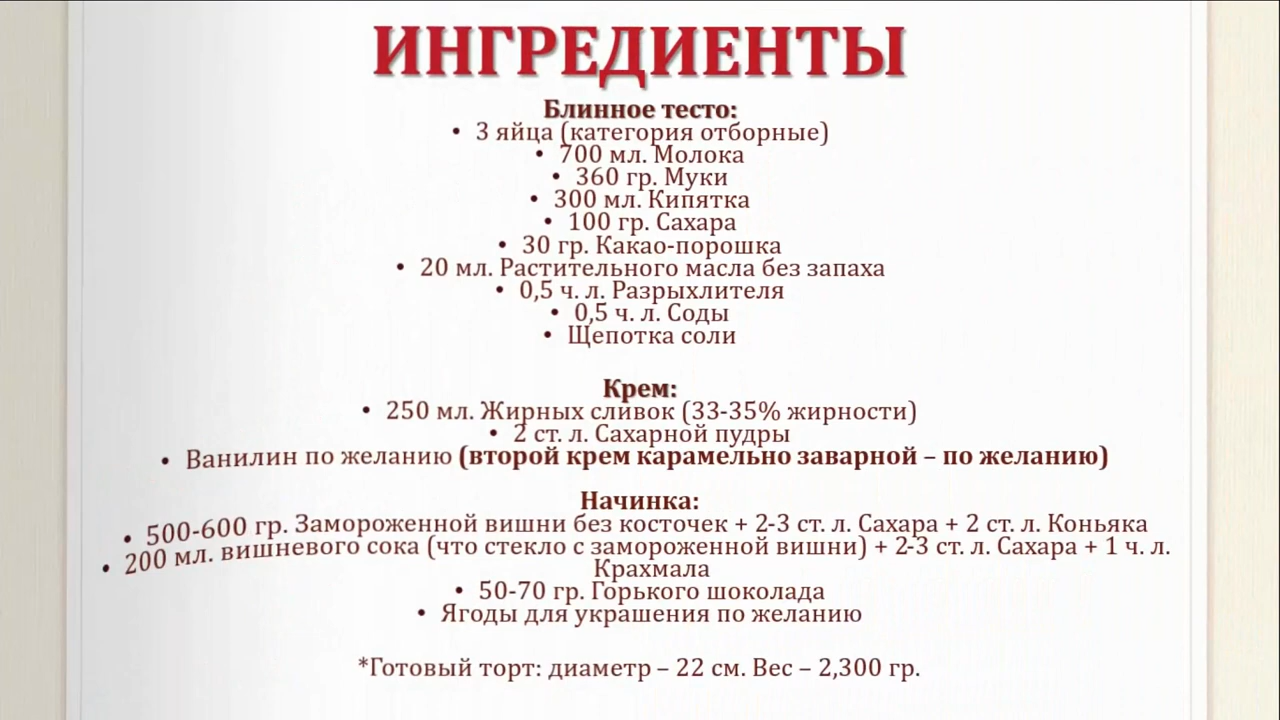 ИНГРЕДИЕНТЫ
Блинное тесто:
• 3 яйца (категория отборные)
• 700 мл. Молока
• 360 гр. Муки
• 300 мл. Кипятка
• 100 гр. Сахара
• 30 гр. Какао-порошка
• 20 мл. Растительного масла без запаха
• 0,5 ч. л. Разрыхлителя
• 0,5 ч. л. Соды
• Щепотка соли
Крем:
• 250 мл. Жирных сливок (33-35% жирности)
• 2 ст. л. Сахарной пудры
• Ванилин по желанию (второй крем карамельно заварной – по желанию)
Начинка:
• 500-600 гр. Замороженной вишни без косточек + 2-3 ст. л. Сахара + 2 ст. л. Коньяка
• 200 мл. вишневого сока (что стекло с замороженной вишни) + 2-3 ст. л. Сахара + 1 ч. л.
Крахмала
• 50-70 гр. Горького шоколада
• Ягоды для украшения по желанию
*Готовый торт: диаметр – 22 см. Вес – 2,300 гр.